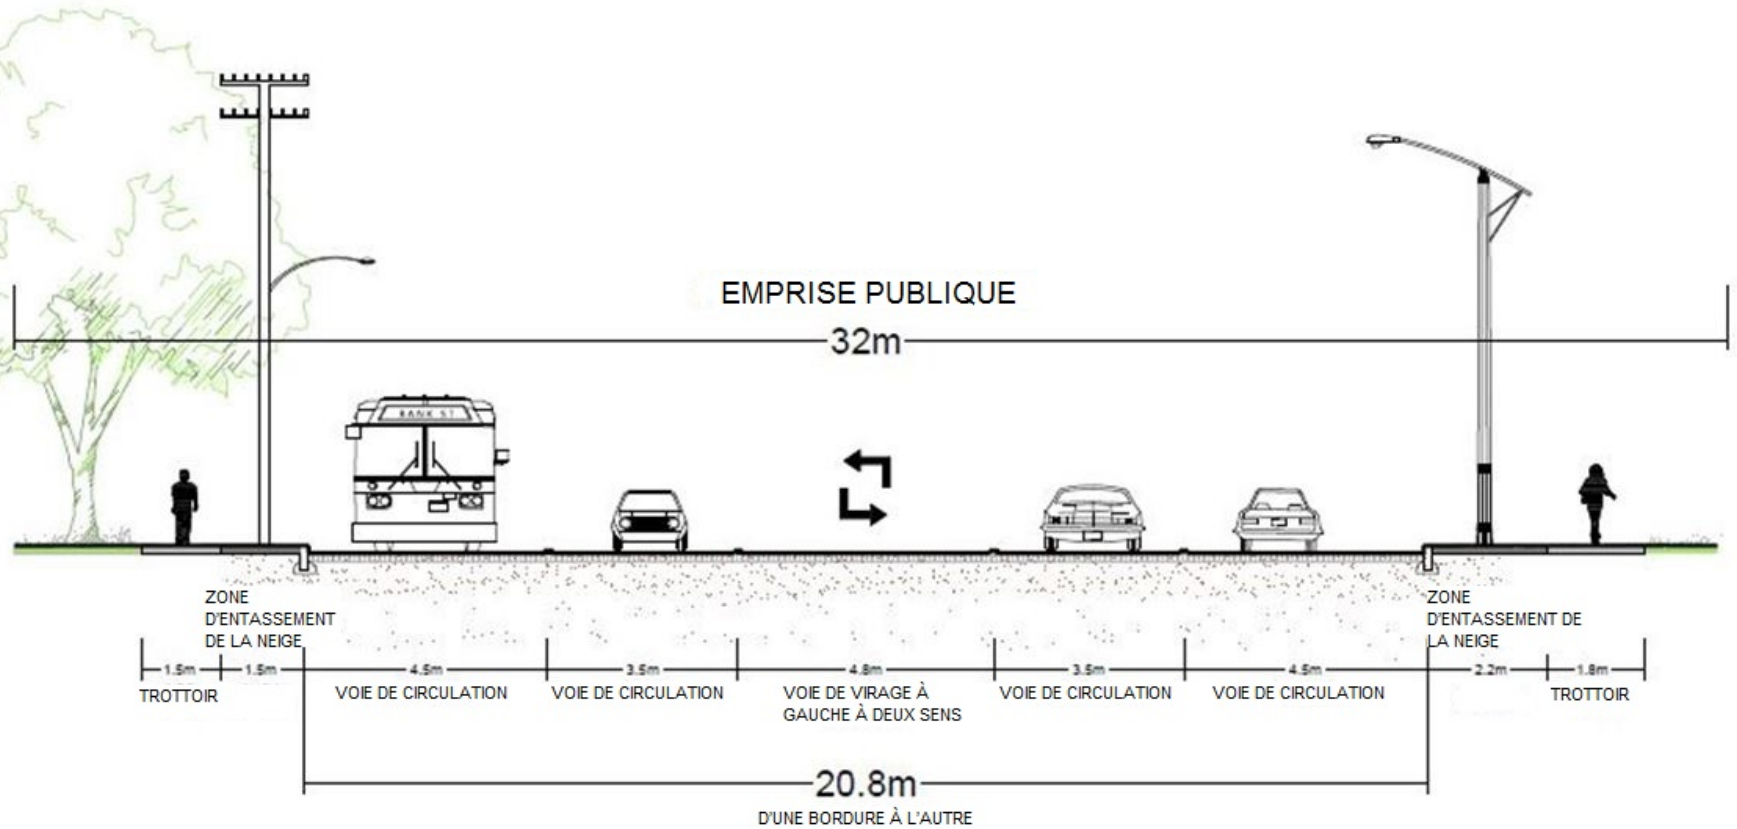 EMPRISE PUBLIQUE
32m
BANK ST
ZONE
D'ENTASSEMENT
DE LA NEIGE
ZONE
D'ENTASSEMENT DE
LA NEIGE
1.5m 1.5m 4.5m 3.5m 4.8m 3.5m 4.5m 2.2m 1.8m
TROTTOIR
VOIE DE CIRCULATION
VOIE DE CIRCULATION
VOIE DE VIRAGE À
GAUCHE À DEUX SENS
VOIE DE CIRCULATION
VOIE DE CIRCULATION
TROTTOIR
20.8m
D'UNE BORDURE À L'AUTRE